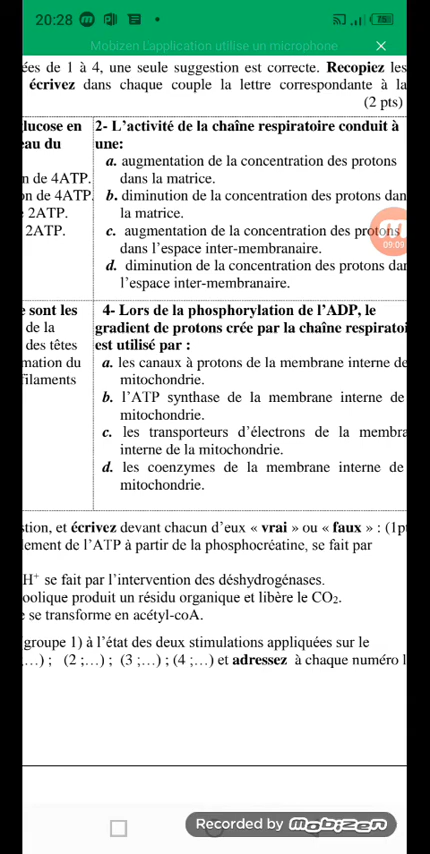 20:28
Mobizen L'application utilise un microphone
ées de 1 à 4, une seule suggestion est correcte. Recopiez les
écrivez dans chaque couple la lettre correspondante à la
(2 pts)
lucose en
eau du
n de 4ATP.
on de 4ATP.
2ATP.
2ATP.
2- L'activité de la chaîne respiratoire conduit à
une:
a. augmentation de la concentration des protons
dans la matrice.
b. diminution de la concentration des protons dan
la matrice.
c. augmentation de la concentration des protons
dans l'espace inter-membranaire.
d. diminution de la concentration des protons dan
l'espace inter-membranaire.
09:09
e sont les
de la
des têtes
mation du
filaments
4- Lors de la phosphorylation de l'ADP, le
gradient de protons crée par la chaîne respiratoi
est utilisé par :
a. les canaux à protons de la membrane interne de
mitochondrie.
b. l'ATP synthase de la membrane interne de
mitochondrie.
c. les transporteurs d'électrons de la membra
interne de la mitochondrie.
d. les coenzymes de la membrane interne de
mitochondrie.
stion, et écrivez devant chacun d'eux « vrai » ou « faux » : (1pt
lement de l'ATP à partir de la phosphocréatine, se fait par
H⁺ se fait par l'intervention des déshydrogénases.
oolique produit un résidu organique et libère le CO₂.
e se transforme en acétyl-coA.
groupe 1) à l'état des deux stimulations appliquées sur le
…) ; (2 ;…) ; (3 ;…) ; (4 ;…) et adressez à chaque numéro l
Recorded by mobizen